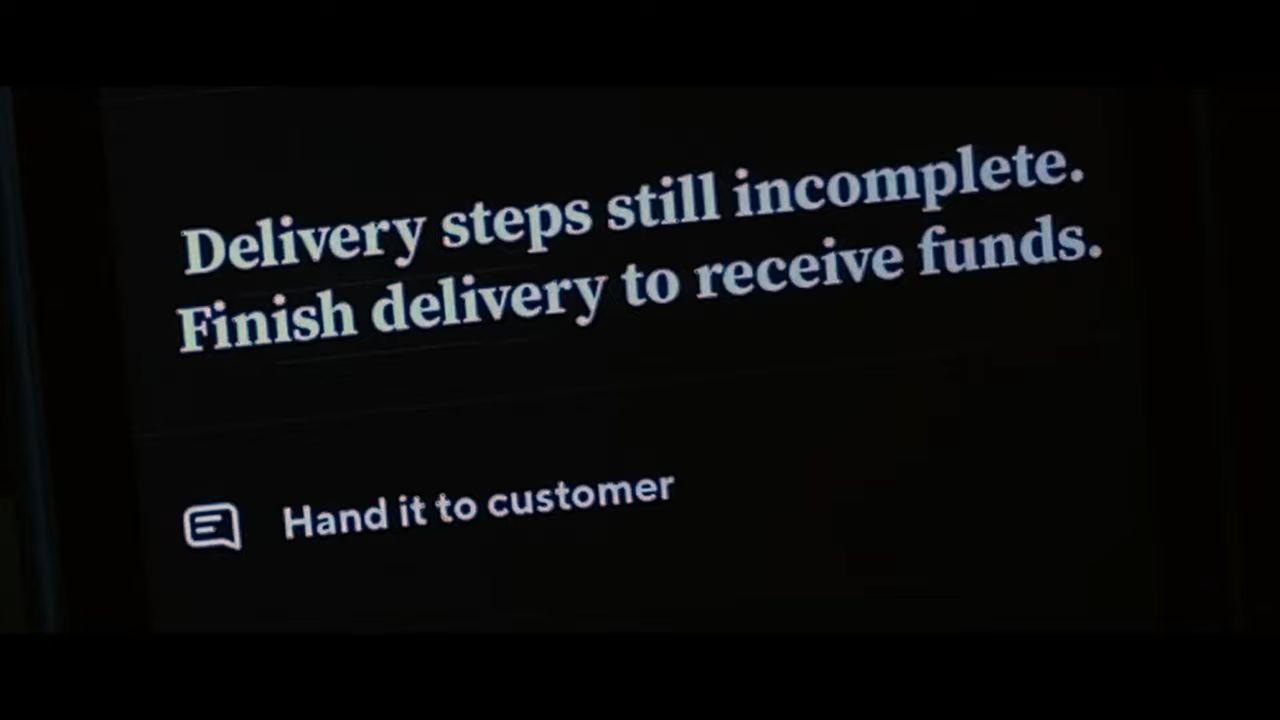 Delivery steps still incomplete.
Finish delivery to receive funds.
Hand it to customer